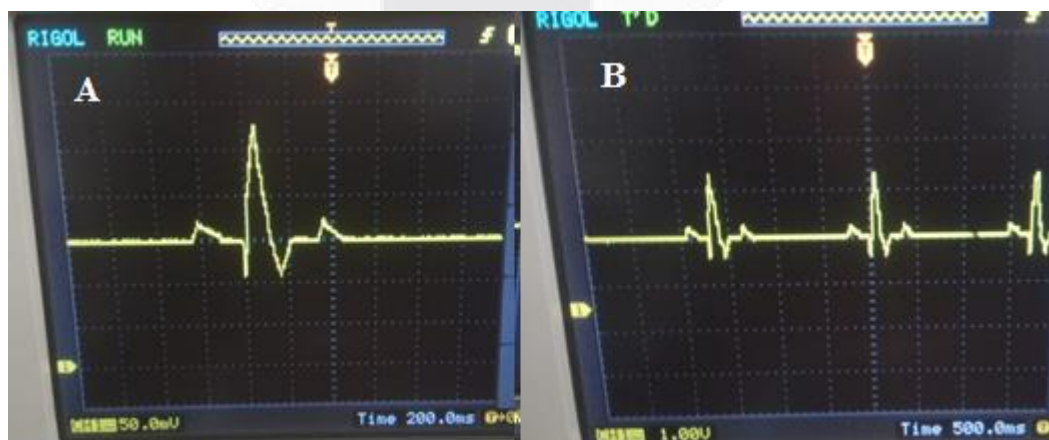 RIGOL RUN
A
50.0mV Time 200.0ms
RIGOL T'D
B
1.00V Time 500.0ms